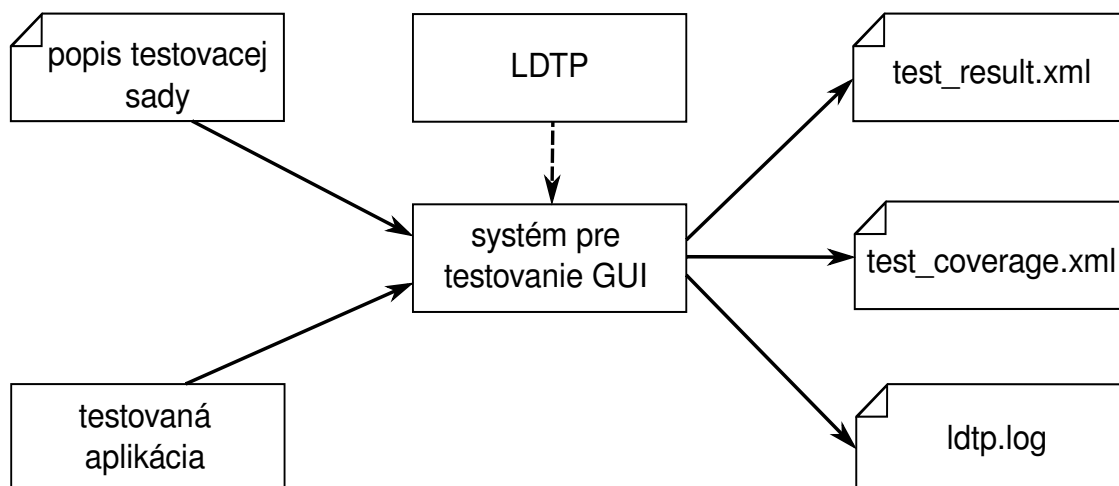 popis testovacej
sady
LDTP
test_result.xml
systém pre
testovanie GUI
test_coverage.xml
testovaná
aplikácia
ldtp.log